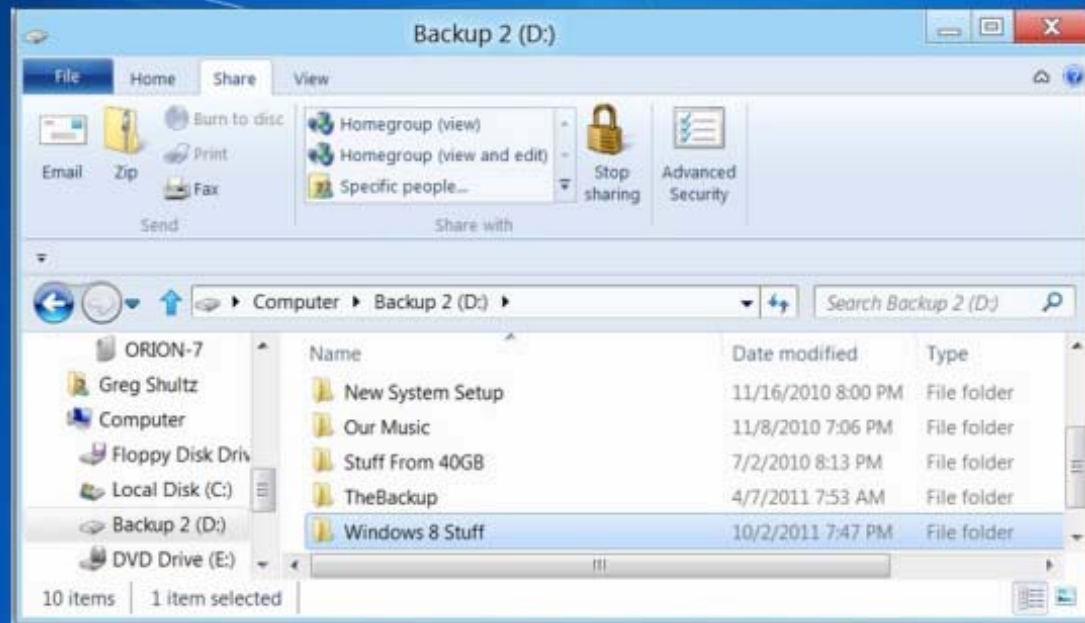 Backup 2 (D:)
File Home Share View
Email
Zip
Burn to disc
Print
Fax
Send
Homegroup (view)
Homegroup (view and edit)
Specific people...
Share with
Stop sharing
Advanced Security
Computer Backup 2 (D:)
Search Backup 2 (D:)
ORION-7
Greg Shultz
Computer
Floppy Disk Driv
Local Disk (C:)
Backup 2 (D:)
DVD Drive (E:)
Name Date modified Type
New System Setup 11/16/2010 8:00 PM File folder
Our Music 11/8/2010 7:06 PM File folder
Stuff From 40GB 7/2/2010 8:13 PM File folder
TheBackup 4/7/2011 7:53 AM File folder
Windows 8 Stuff 10/2/2011 7:47 PM File folder
10 items 1 item selected